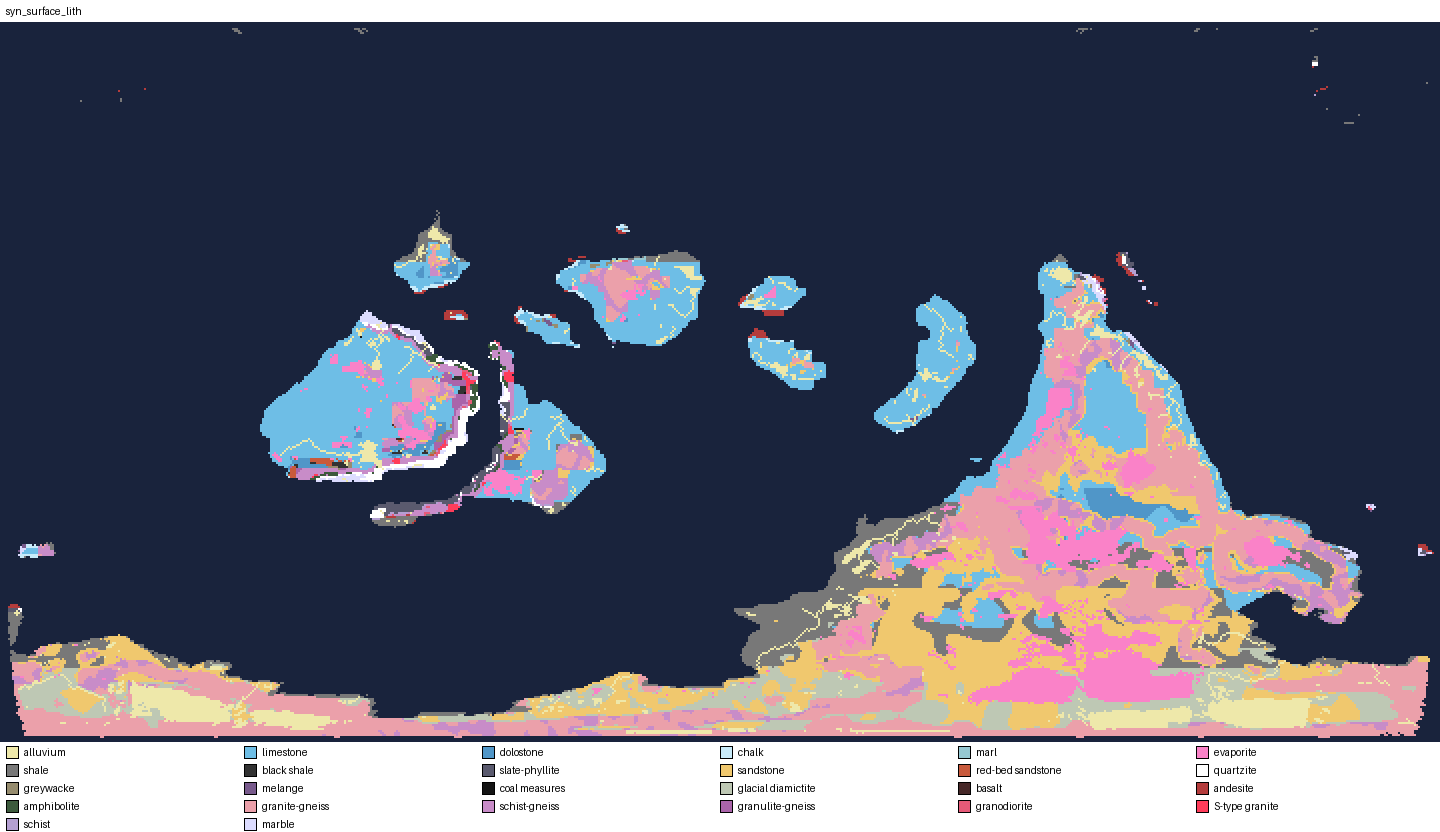 syn_surface_lith
alluvium limestone dolostone chalk marl evaporite
shale black shale slate-phyllite sandstone red-bed sandstone quartzite
greywacke melange coal measures glacial diamictite basalt andesite
amphibolite granite-gneiss schist-gneiss granulite-gneiss granodiorite S-type granite
schist marble